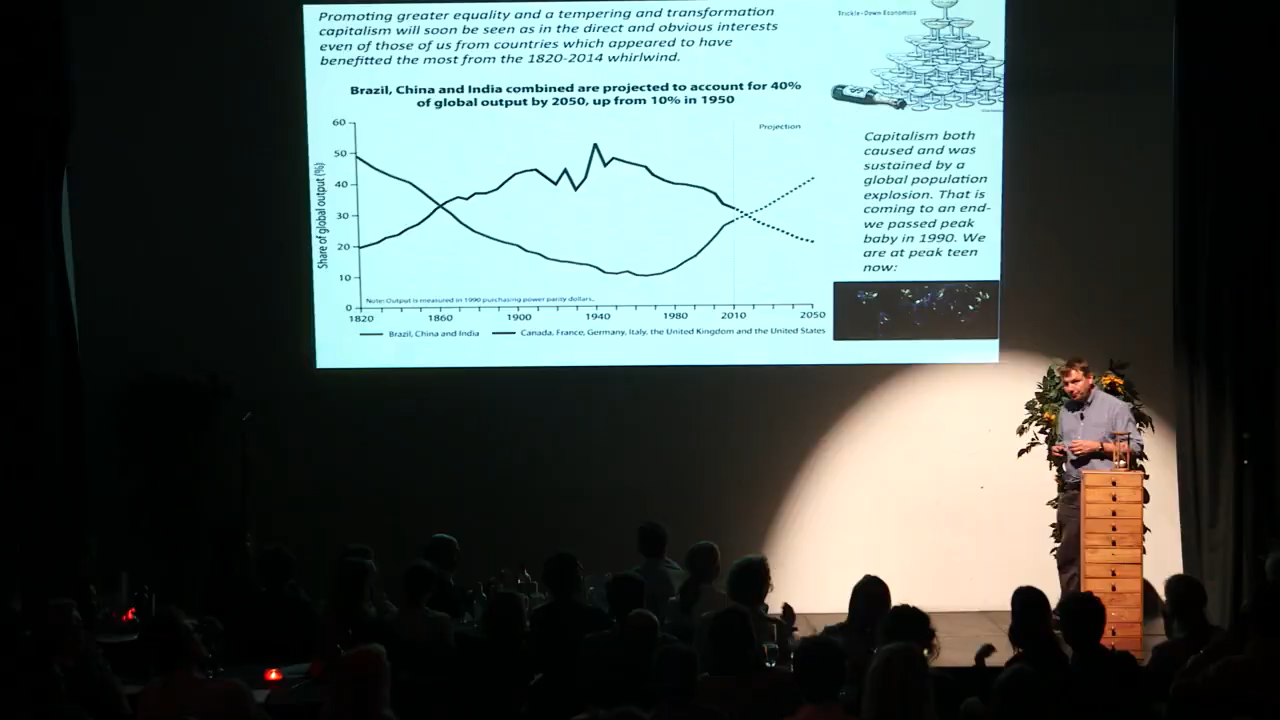 Promoting greater equality and a tempering and transformation
capitalism will soon be seen as in the direct and obvious interests
even of those of us from countries which appeared to have
benefitted the most from the 1820-2014 whirlwind.
Trickle-Down Economics
Brazil, China and India combined are projected to account for 40%
of global output by 2050, up from 10% in 1950
Projection
Share of global output (%)
60
50
40
30
20
10
0
Note: Output is measured in 1990 purchasing power parity dollars.
1820 1860 1900 1940 1980 2010 2050
Brazil, China and India Canada, France, Germany, Italy, the United Kingdom and the United States
Capitalism both
caused and was
sustained by a
global population
explosion. That is
coming to an end-
we passed peak
baby in 1990. We
are at peak teen
now: